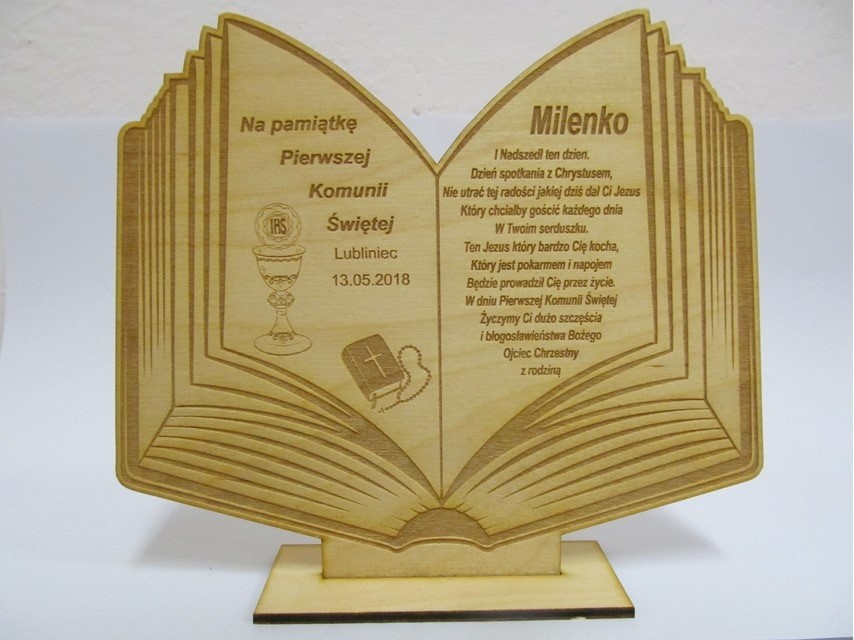 Na pamiątkę
Pierwszej
Komunii
Świętej
IHS
Lubliniec
13.05.2018
Milenko
I Nadszedł ten dzien.
Dzień spotkania z Chrystusem,
Nie utrać tej radości jakiej dziś dal Ci Jezus
Który chciałby gościć każdego dnia
W Twoim serduszku.
Ten Jezus który bardzo Cię kocha,
Który jest pokarmem i napojem
Będzie prowadził Cię przez życie.
W dniu Pierwszej Komunii Świętej
Życzymy Ci dużo szczęścia
i błogosławieństwa Bożego
Ojciec Chrzestny
z rodziną